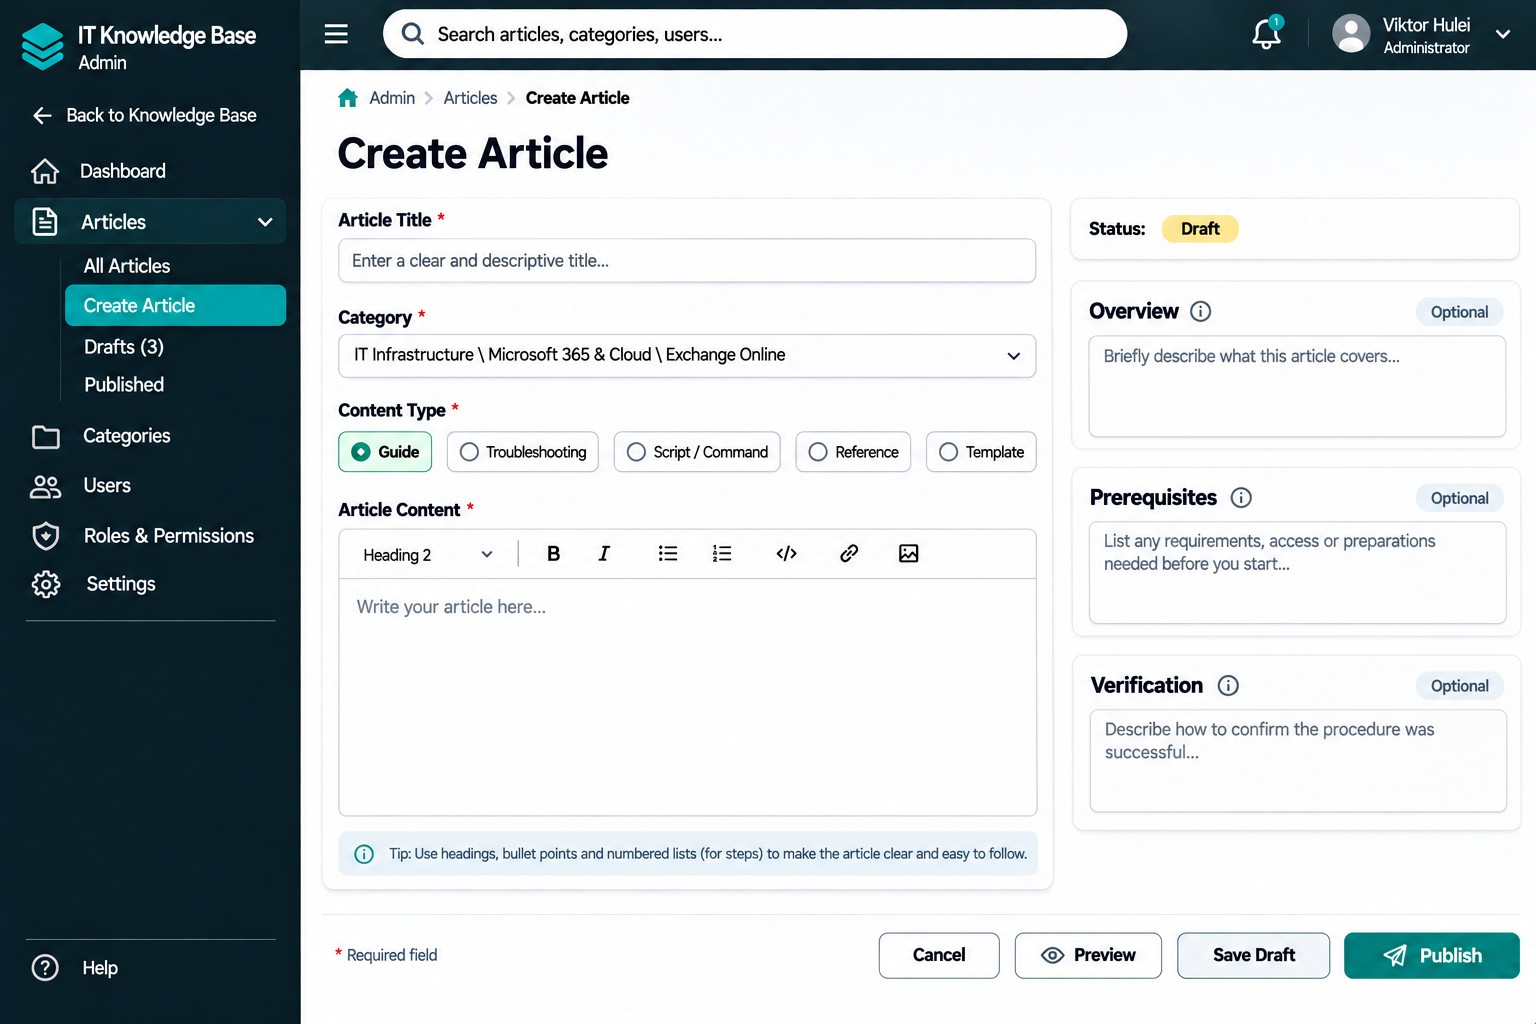 IT Knowledge Base
Admin
Back to Knowledge Base
Dashboard
Articles
All Articles
Create Article
Drafts (3)
Published
Categories
Users
Roles & Permissions
Settings
Help
Search articles, categories, users...
1
Viktor Hulei
Administrator
Admin
Articles
Create Article
Create Article
Article Title *
Enter a clear and descriptive title...
Category *
IT Infrastructure \ Microsoft 365 & Cloud \ Exchange Online
Content Type *
Guide
Troubleshooting
Script / Command
Reference
Template
Article Content *
Heading 2
B
I
Write your article here...
Tip: Use headings, bullet points and numbered lists (for steps) to make the article clear and easy to follow.
Status:
Draft
Overview
Optional
Briefly describe what this article covers...
Prerequisites
Optional
List any requirements, access or preparations
needed before you start...
Verification
Optional
Describe how to confirm the procedure was
successful...
* Required field
Cancel
Preview
Save Draft
Publish